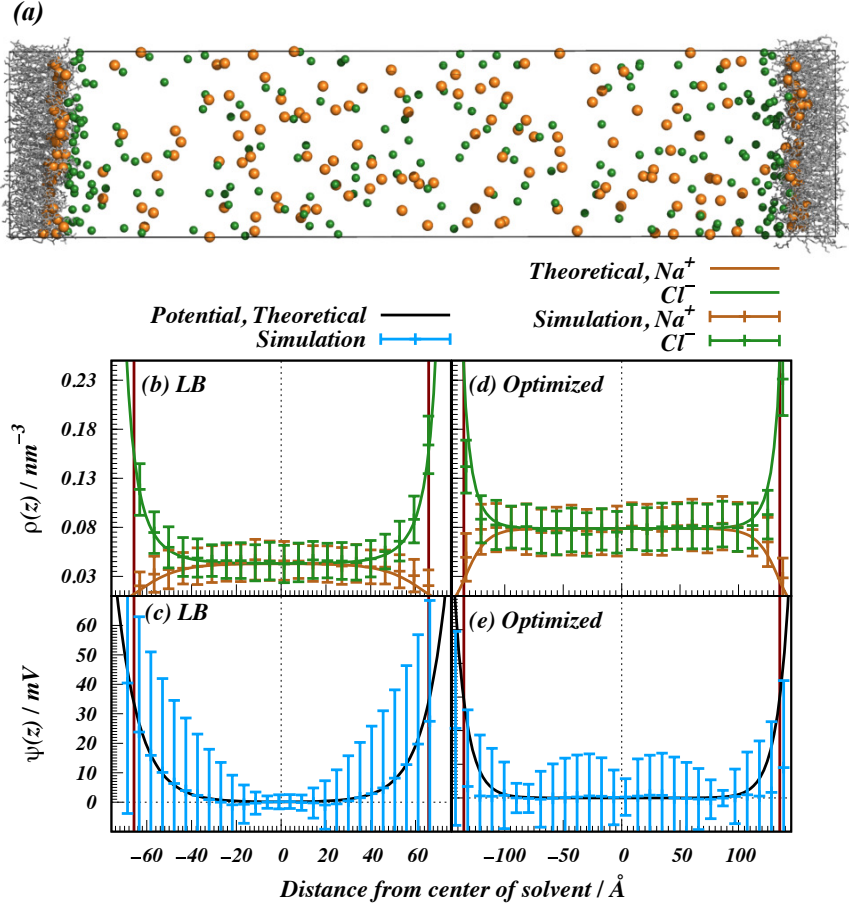 (a)
Theoretical, Na⁺
Cl⁻
Potential, Theoretical
Simulation, Na⁺
Simulation
Cl⁻
(b) LB
(d) Optimized
0.23
0.18
0.13
0.08
0.03
ρ(z) / nm⁻³
(c) LB
(e) Optimized
60
50
40
30
20
10
0
ψ(z) / mV
−60 −40 −20 0 20 40 60
−100 −50 0 50 100
Distance from center of solvent / Å